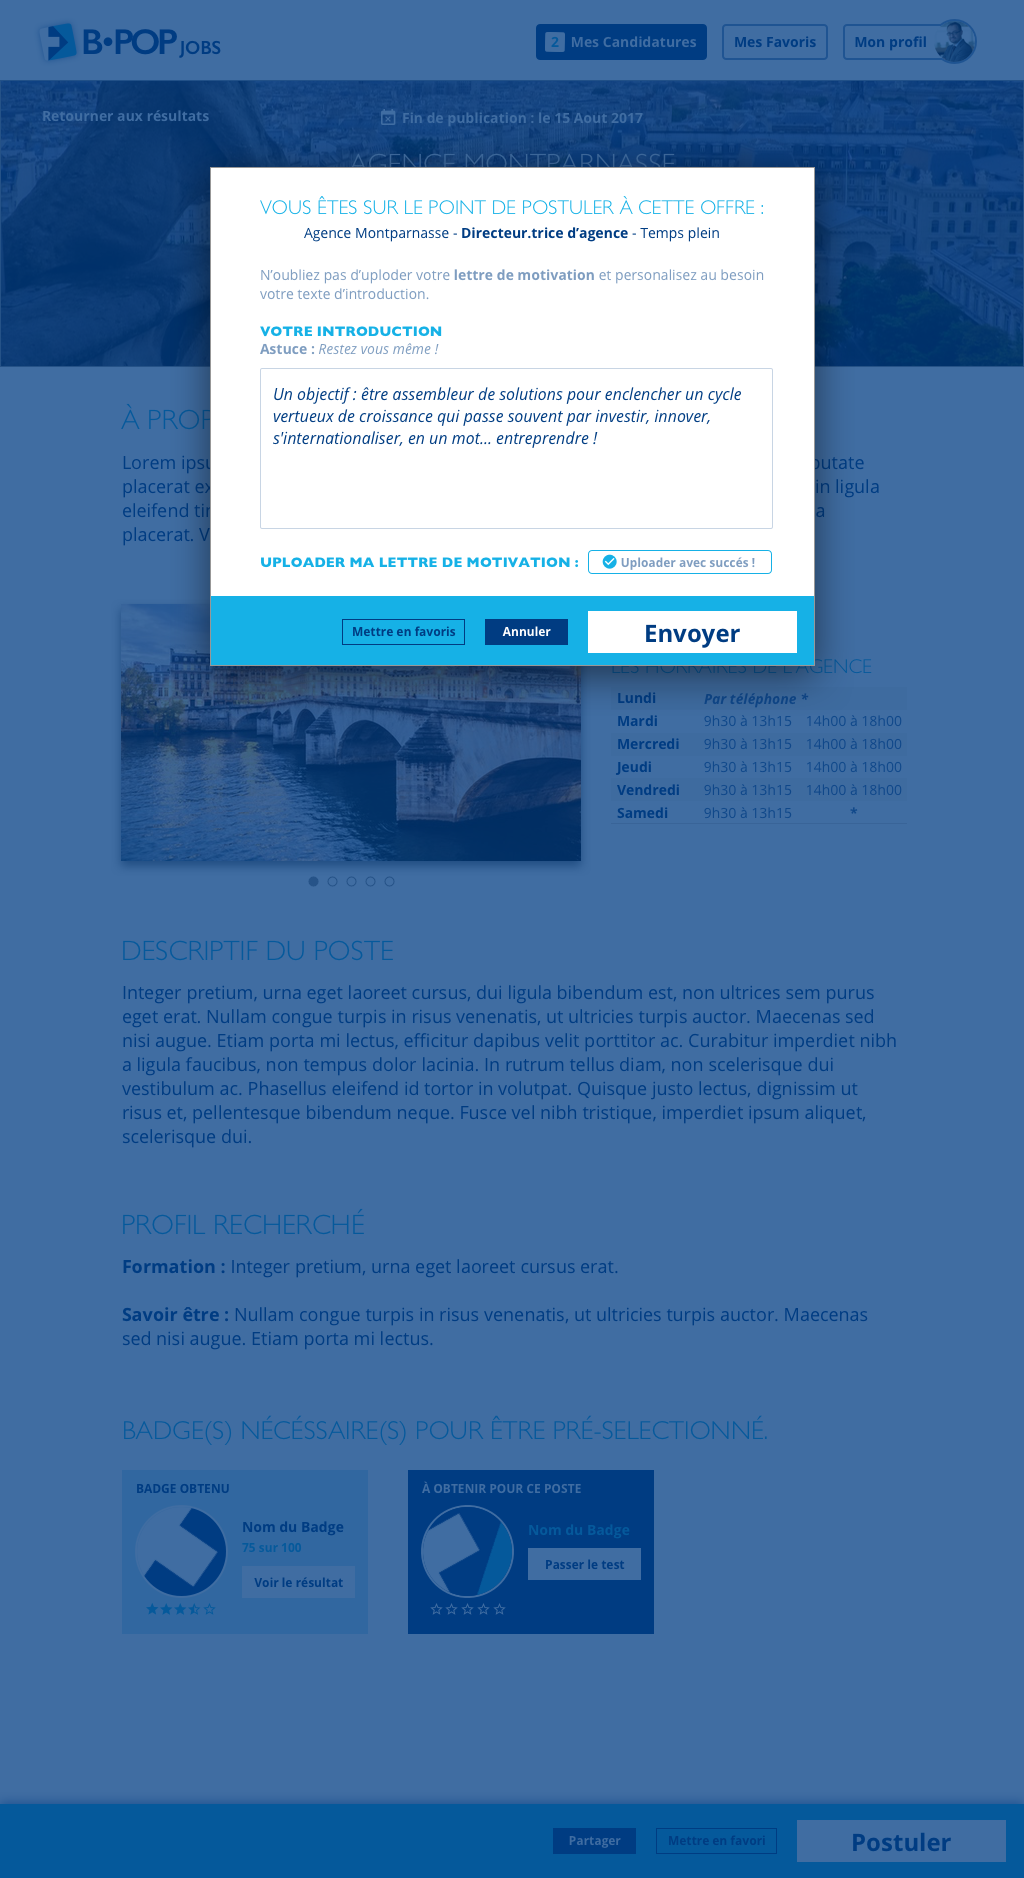 B•POP JOBS
2 Mes Candidatures
Mes Favoris
Mon profil
Retourner aux résultats
Fin de publication : le 15 Aout 2017
AGENCE MONTPARNASSE
VOUS ÊTES SUR LE POINT DE POSTULER À CETTE OFFRE :
Agence Montparnasse - Directeur.trice d’agence - Temps plein
N’oubliez pas d’uploder votre lettre de motivation et personalisez au besoin
votre texte d’introduction.
VOTRE INTRODUCTION
Astuce : Restez vous même !
Un objectif : être assembleur de solutions pour enclencher un cycle
vertueux de croissance qui passe souvent par investir, innover,
s'internationaliser, en un mot... entreprendre !
UPLOADER MA LETTRE DE MOTIVATION :
Uploader avec succés !
Mettre en favoris
Annuler
Envoyer
À
Lorem
placerat
in ligula
eleifend
a
placerat. V
LES HORRAIRES DE L'AGENCE
Lundi Par téléphone *
Mardi 9h30 à 13h15 14h00 à 18h00
Mercredi 9h30 à 13h15 14h00 à 18h00
Jeudi 9h30 à 13h15 14h00 à 18h00
Vendredi 9h30 à 13h15 14h00 à 18h00
Samedi 9h30 à 13h15 *
DESCRIPTIF DU POSTE
Integer pretium, urna eget laoreet cursus, dui ligula bibendum est, non ultrices sem purus
eget erat. Nullam congue turpis in risus venenatis, ut ultricies turpis auctor. Maecenas sed
nisi augue. Etiam porta mi lectus, efficitur dapibus velit porttitor ac. Curabitur imperdiet nibh
a ligula faucibus, non tempus dolor lacinia. In rutrum tellus diam, non scelerisque dui
vestibulum ac. Phasellus eleifend id tortor in volutpat. Quisque justo lectus, dignissim ut
risus et, pellentesque bibendum neque. Fusce vel nibh tristique, imperdiet ipsum aliquet,
scelerisque dui.
PROFIL RECHERCHÉ
Formation : Integer pretium, urna eget laoreet cursus erat.
Savoir être : Nullam congue turpis in risus venenatis, ut ultricies turpis auctor. Maecenas
sed nisi augue. Etiam porta mi lectus.
BADGE(S) NÉCÉSSAIRE(S) POUR ÊTRE PRÉ-SELECTIONNÉ.
BADGE OBTENU
Nom du Badge
75 sur 100
Voir le résultat
À OBTENIR POUR CE POSTE
Nom du Badge
Passer le test
Partager
Mettre en favori
Postuler